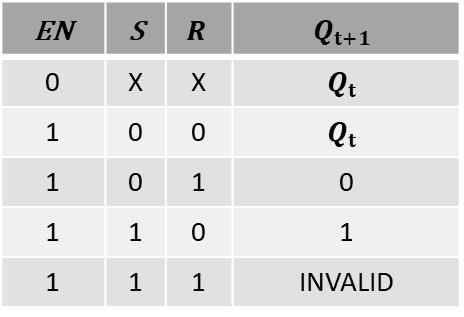 EN S R Qt+1
0 X X Qt
1 0 0 Qt
1 0 1 0
1 1 0 1
1 1 1 INVALID